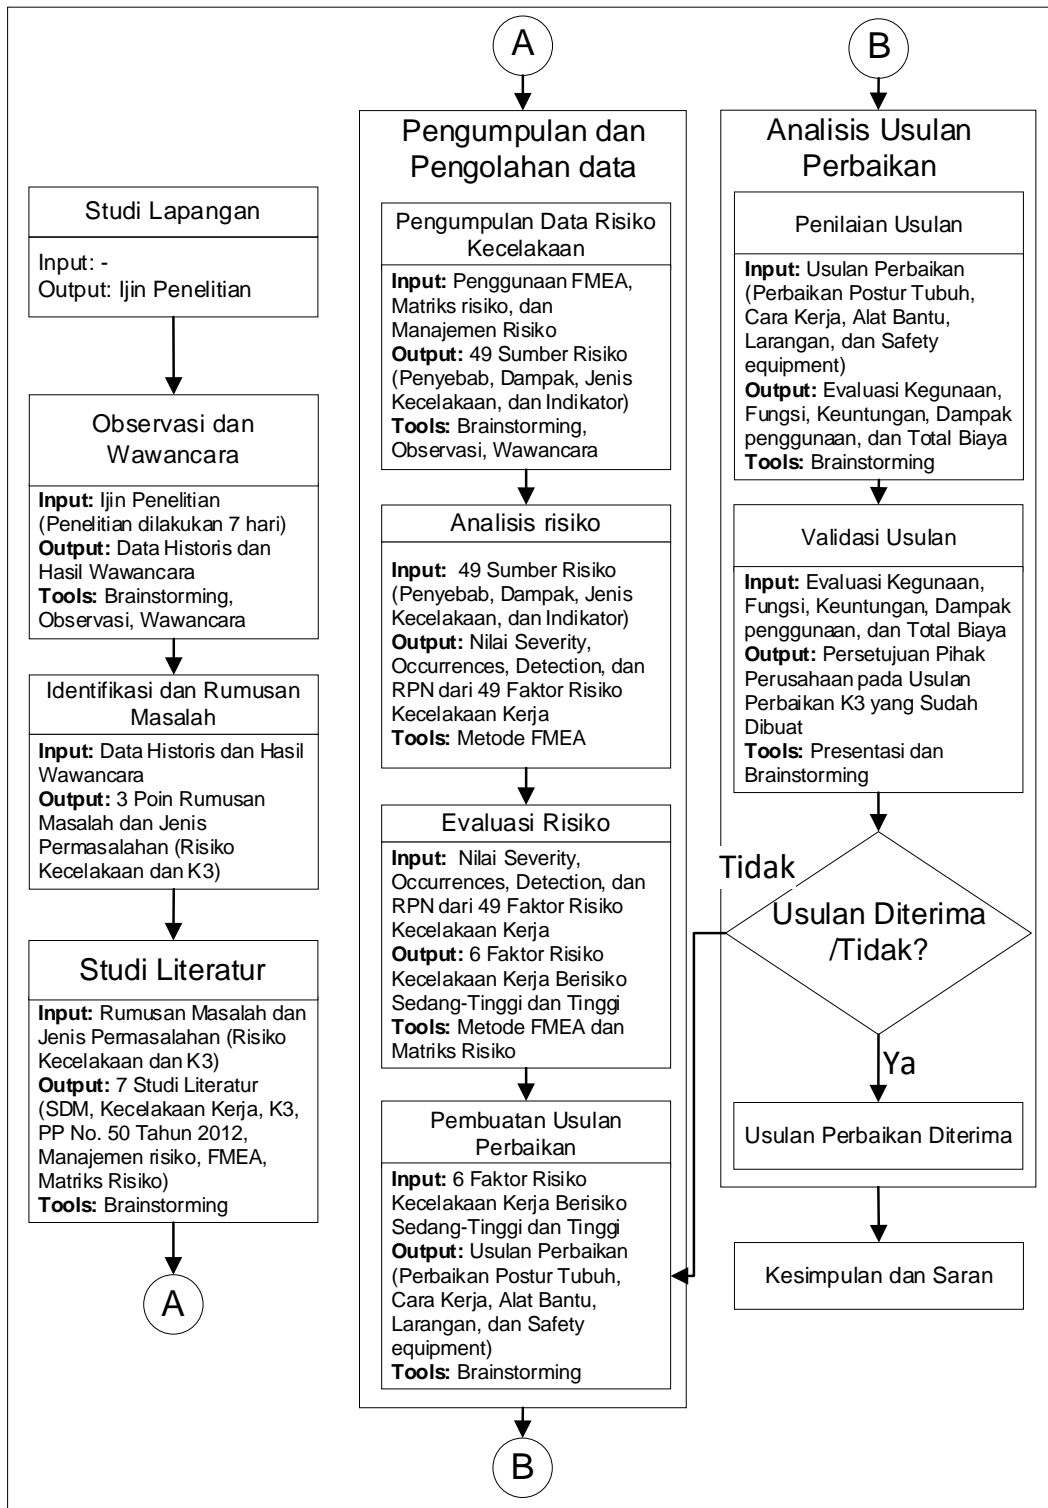 Studi Lapangan
Input: -
Output: Ijin Penelitian
Observasi dan
Wawancara
Input: Ijin Penelitian
(Penelitian dilakukan 7 hari)
Output: Data Historis dan
Hasil Wawancara
Tools: Brainstorming,
Observasi, Wawancara
Identifikasi dan Rumusan
Masalah
Input: Data Historis dan Hasil
Wawancara
Output: 3 Poin Rumusan
Masalah dan Jenis
Permasalahan (Risiko
Kecelakaan dan K3)
Studi Literatur
Input: Rumusan Masalah dan
Jenis Permasalahan (Risiko
Kecelakaan dan K3)
Output: 7 Studi Literatur
(SDM, Kecelakaan Kerja, K3,
PP No. 50 Tahun 2012,
Manajemen risiko, FMEA,
Matriks Risiko)
Tools: Brainstorming
A
A
Pengumpulan dan
Pengolahan data
Pengumpulan Data Risiko
Kecelakaan
Input: Penggunaan FMEA,
Matriks risiko, dan
Manajemen Risiko
Output: 49 Sumber Risiko
(Penyebab, Dampak, Jenis
Kecelakaan, dan Indikator)
Tools: Brainstorming,
Observasi, Wawancara
Analisis risiko
Input: 49 Sumber Risiko
(Penyebab, Dampak, Jenis
Kecelakaan, dan Indikator)
Output: Nilai Severity,
Occurrences, Detection, dan
RPN dari 49 Faktor Risiko
Kecelakaan Kerja
Tools: Metode FMEA
Evaluasi Risiko
Input: Nilai Severity,
Occurrences, Detection, dan
RPN dari 49 Faktor Risiko
Kecelakaan Kerja
Output: 6 Faktor Risiko
Kecelakaan Kerja Berisiko
Sedang-Tinggi dan Tinggi
Tools: Metode FMEA dan
Matriks Risiko
Pembuatan Usulan
Perbaikan
Input: 6 Faktor Risiko
Kecelakaan Kerja Berisiko
Sedang-Tinggi dan Tinggi
Output: Usulan Perbaikan
(Perbaikan Postur Tubuh,
Cara Kerja, Alat Bantu,
Larangan, dan Safety
equipment)
Tools: Brainstorming
B
B
Analisis Usulan
Perbaikan
Penilaian Usulan
Input: Usulan Perbaikan
(Perbaikan Postur Tubuh,
Cara Kerja, Alat Bantu,
Larangan, dan Safety
equipment)
Output: Evaluasi Kegunaan,
Fungsi, Keuntungan, Dampak
penggunaan, dan Total Biaya
Tools: Brainstorming
Validasi Usulan
Input: Evaluasi Kegunaan,
Fungsi, Keuntungan, Dampak
penggunaan, dan Total Biaya
Output: Persetujuan Pihak
Perusahaan pada Usulan
Perbaikan K3 yang Sudah
Dibuat
Tools: Presentasi dan
Brainstorming
Tidak
Usulan Diterima
/Tidak?
Ya
Usulan Perbaikan Diterima
Kesimpulan dan Saran